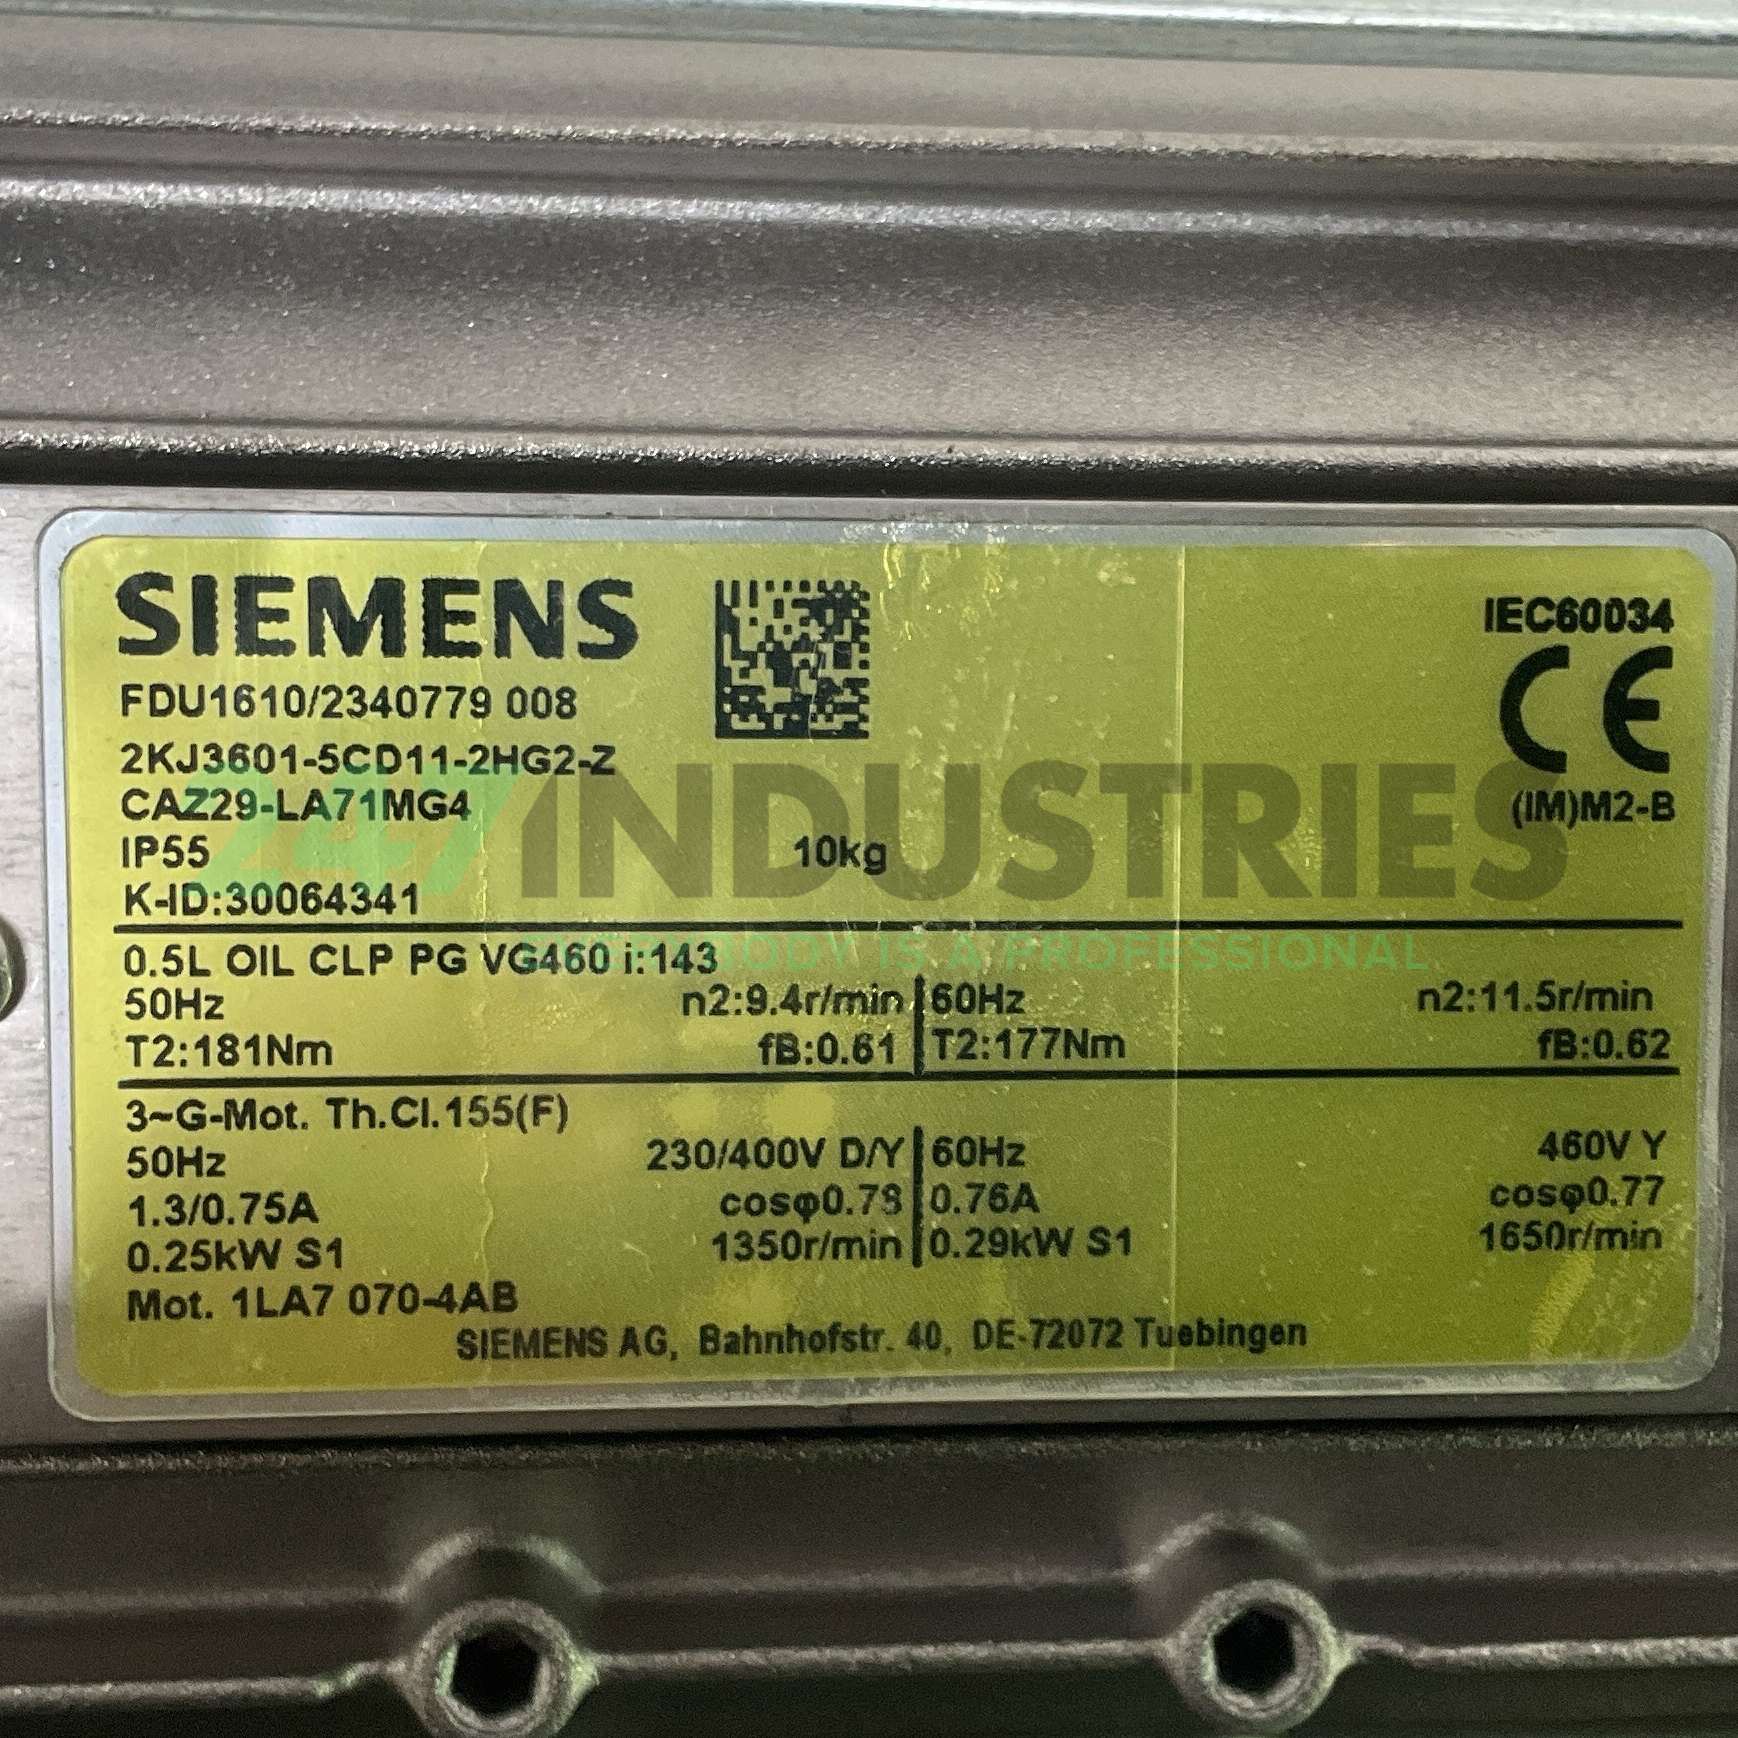 SIEMENS
IEC60034
FDU1610/2340779 008
CE
2KJ3601-5CD11-2HG2-Z
CAZ29-LA71MG4
(IM)M2-B
IP55
10kg
K-ID:30064341
247INDUSTRIES
EVERYBODY IS A PROFESSIONAL
0.5L OIL CLP PG VG460 i:143
50Hz n2:9.4r/min 60Hz n2:11.5r/min
T2:181Nm fB:0.61 T2:177Nm fB:0.62
3~G-Mot. Th.Cl.155(F)
50Hz 230/400V D/Y 60Hz 460V Y
1.3/0.75A cosφ0.78 0.76A cosφ0.77
0.25kW S1 1350r/min 0.29kW S1 1650r/min
Mot. 1LA7 070-4AB
SIEMENS AG, Bahnhofstr. 40, DE-72072 Tuebingen